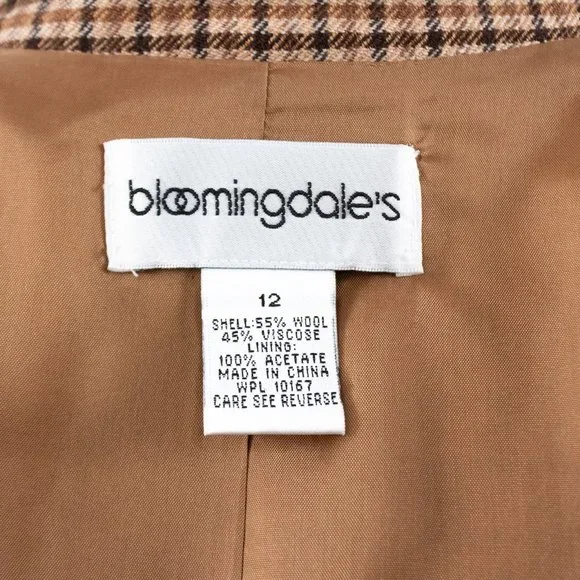 bloomingdale's
12
SHELL:55% WOOL
45% VISCOSE
LINING:
100% ACETATE
MADE IN CHINA
WPL 10167
CARE SEE REVERSE